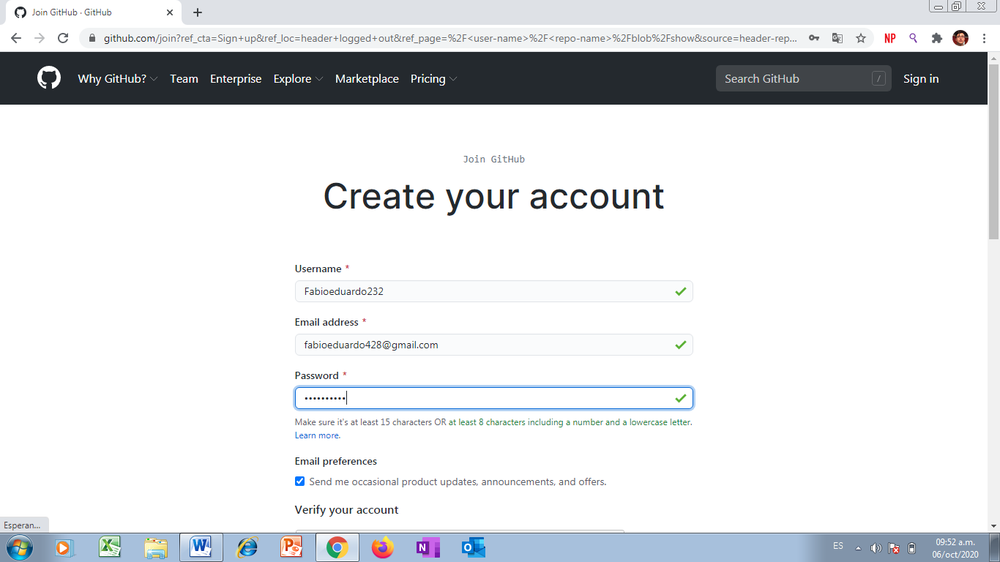 Join GitHub · GitHub
github.com/join?ref_cta=Sign+up&ref_loc=header+logged+out&ref_page=%2F<user-name>%2F<repo-name>%2Fblob%2Fshow&source=header-rep...
NP
Why GitHub? Team Enterprise Explore Marketplace Pricing Search GitHub / Sign in
Join GitHub
Create your account
Username *
Fabioeduardo232
Email address *
fabioeduardo428@gmail.com
Password *
••••••••••
Make sure it's at least 15 characters OR at least 8 characters including a number and a lowercase letter.
Learn more.
Email preferences
Send me occasional product updates, announcements, and offers.
Verify your account
Esperan...
ES
09:52 a.m.
06/oct/2020